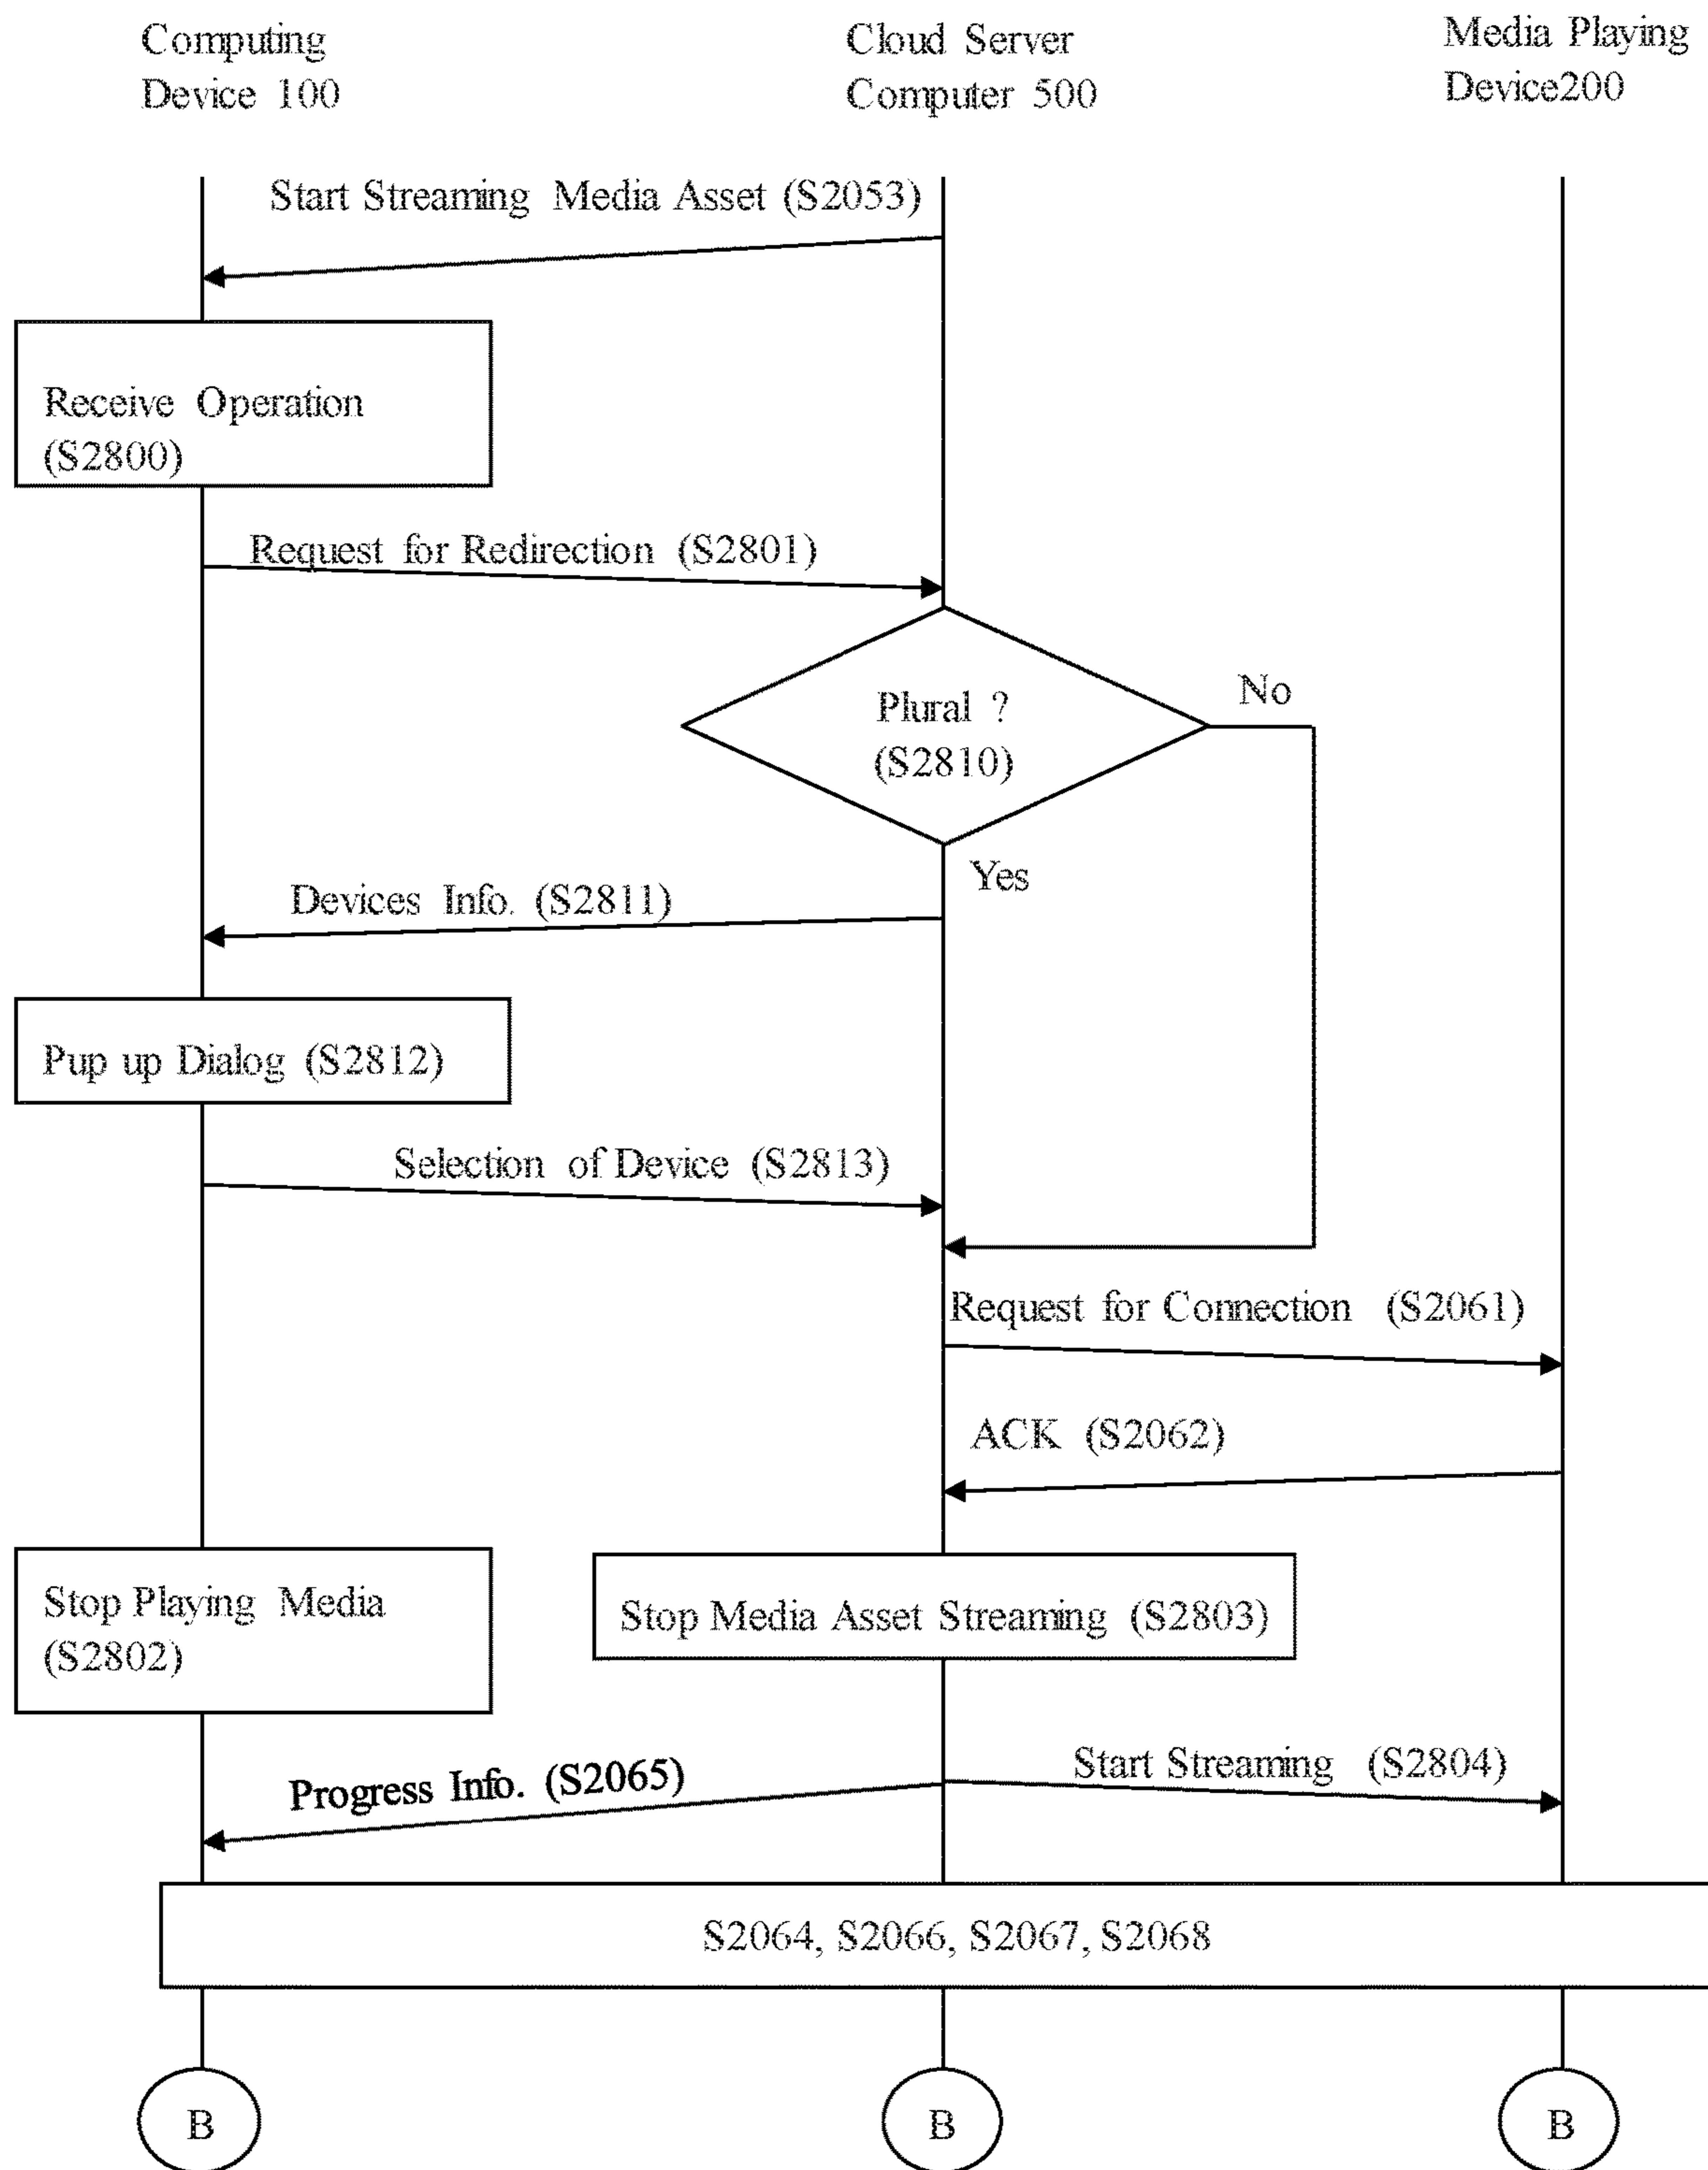 Computing
Device 100
Cloud Server
Computer 500
Media Playing
Device200
Start Streaming Media Asset (S2053)
Receive Operation
(S2800)
Request for Redirection (S2801)
Plural ?
(S2810)
No
Yes
Devices Info. (S2811)
Pup up Dialog (S2812)
Selection of Device (S2813)
Request for Connection (S2061)
ACK (S2062)
Stop Playing Media
(S2802)
Stop Media Asset Streaming (S2803)
Progress Info. (S2065)
Start Streaming (S2804)
S2064, S2066, S2067, S2068
B
B
B